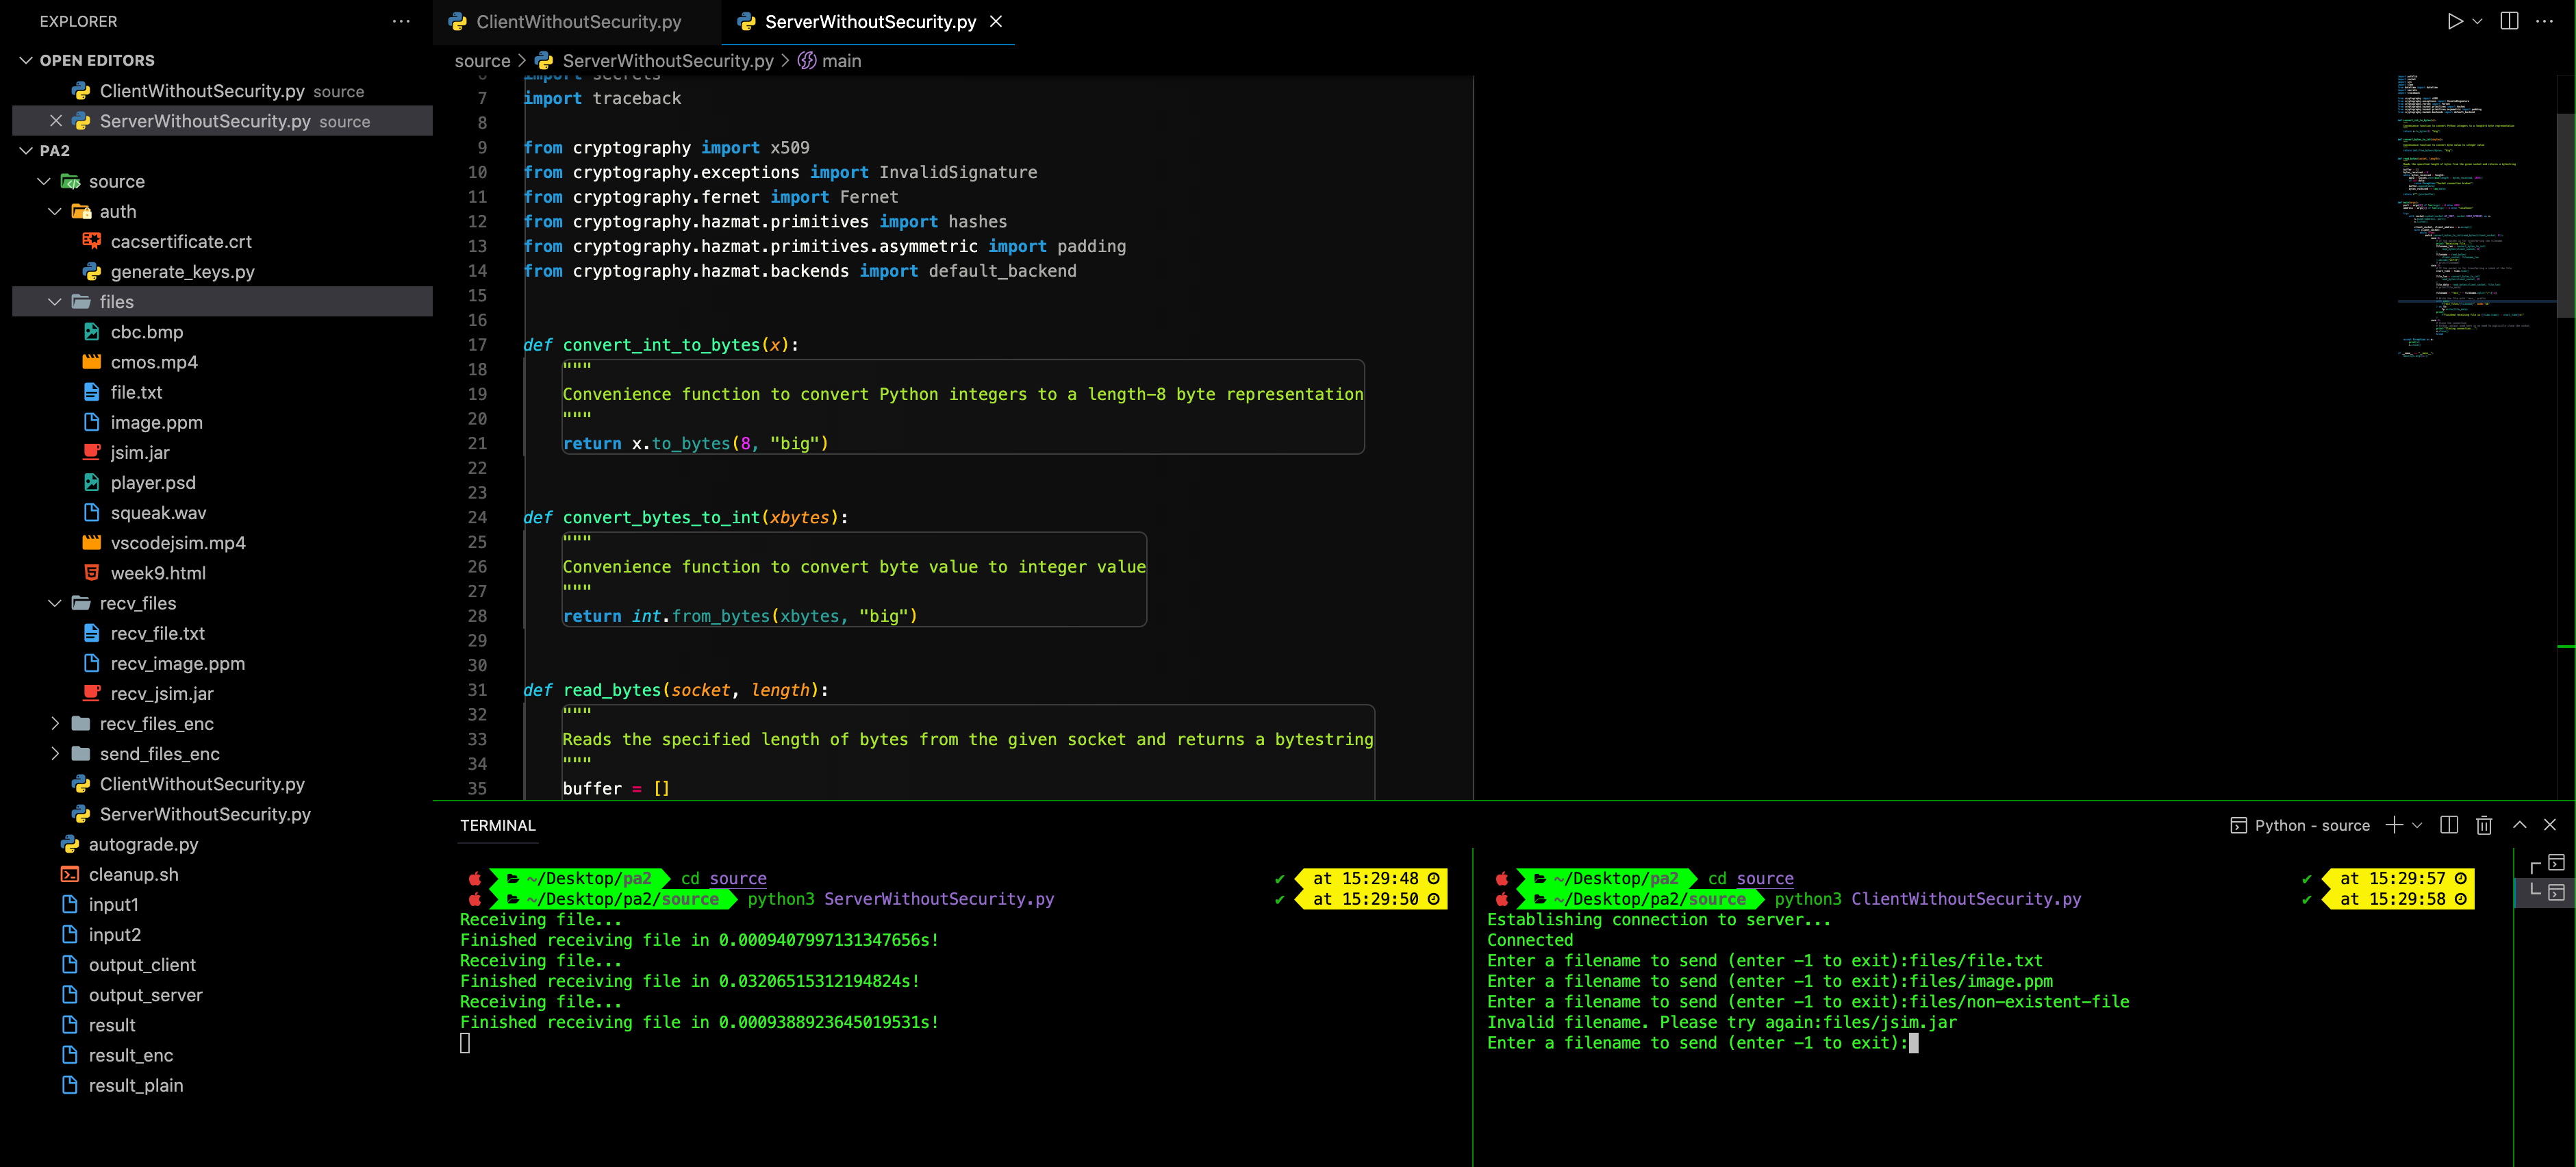 EXPLORER
OPEN EDITORS
ClientWithoutSecurity.py source
ServerWithoutSecurity.py source
PA2
source
auth
cacsertificate.crt
generate_keys.py
files
cbc.bmp
cmos.mp4
file.txt
image.ppm
jsim.jar
player.psd
squeak.wav
vscodejsim.mp4
week9.html
recv_files
recv_file.txt
recv_image.ppm
recv_jsim.jar
recv_files_enc
send_files_enc
ClientWithoutSecurity.py
ServerWithoutSecurity.py
autograde.py
cleanup.sh
input1
input2
output_client
output_server
result
result_enc
result_plain
ClientWithoutSecurity.py ServerWithoutSecurity.py
source > ServerWithoutSecurity.py > main
6 import secrets
7 import traceback
8
9 from cryptography import x509
10 from cryptography.exceptions import InvalidSignature
11 from cryptography.fernet import Fernet
12 from cryptography.hazmat.primitives import hashes
13 from cryptography.hazmat.primitives.asymmetric import padding
14 from cryptography.hazmat.backends import default_backend
15
16
17 def convert_int_to_bytes(x):
18 """
19 Convenience function to convert Python integers to a length-8 byte representation
20 """
21 return x.to_bytes(8, "big")
22
23
24 def convert_bytes_to_int(xbytes):
25 """
26 Convenience function to convert byte value to integer value
27 """
28 return int.from_bytes(xbytes, "big")
29
30
31 def read_bytes(socket, length):
32 """
33 Reads the specified length of bytes from the given socket and returns a bytestring
34 """
35 buffer = []
TERMINAL
Python - source
~/Desktop/pa2 cd source ✔ at 15:29:48
~/Desktop/pa2/source python3 ServerWithoutSecurity.py ✔ at 15:29:50
Receiving file...
Finished receiving file in 0.0009407997131347656s!
Receiving file...
Finished receiving file in 0.03206515312194824s!
Receiving file...
Finished receiving file in 0.0009388923645019531s!
~/Desktop/pa2 cd source ✔ at 15:29:57
~/Desktop/pa2/source python3 ClientWithoutSecurity.py ✔ at 15:29:58
Establishing connection to server...
Connected
Enter a filename to send (enter -1 to exit):files/file.txt
Enter a filename to send (enter -1 to exit):files/image.ppm
Enter a filename to send (enter -1 to exit):files/non-existent-file
Invalid filename. Please try again:files/jsim.jar
Enter a filename to send (enter -1 to exit):